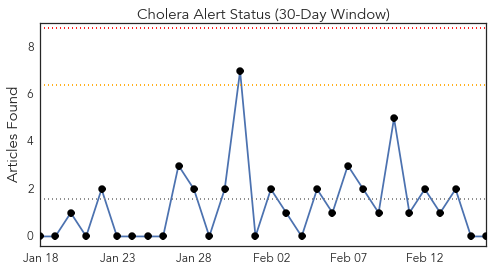 Cholera Alert Status (30-Day Window)
Articles Found
8
6
4
2
0
Jan 18 Jan 23 Jan 28 Feb 02 Feb 07 Feb 12